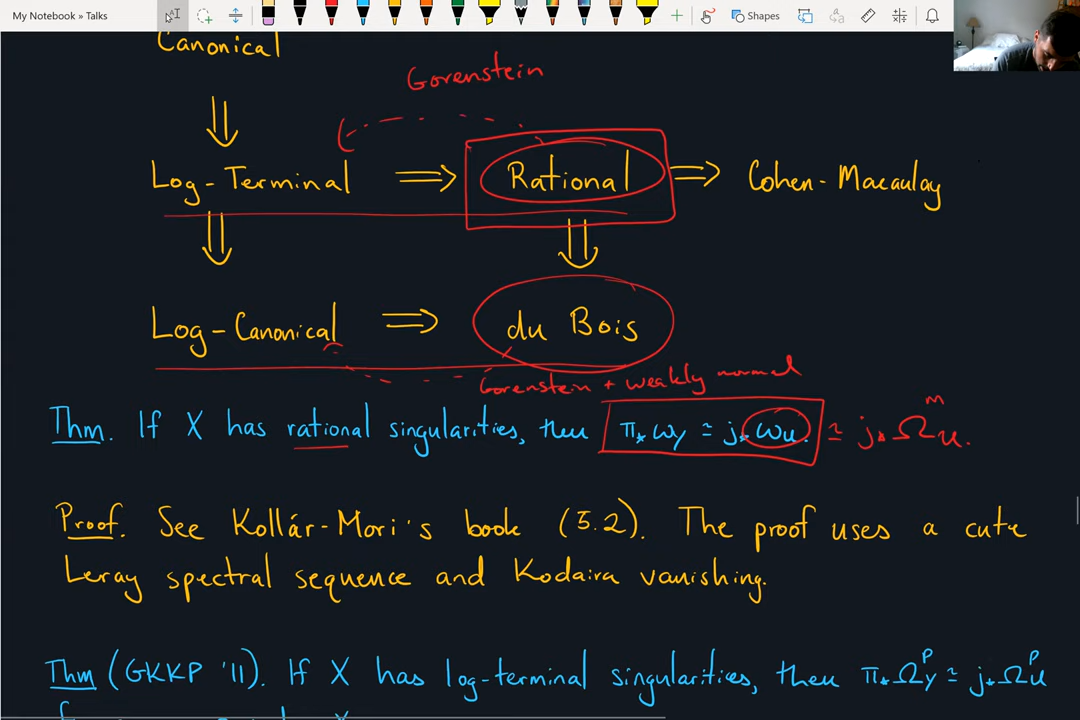 My Notebook » Talks
Shapes
Canonical
Gorenstein
Log-Terminal ⟹ Rational ⟹ Cohen-Macaulay
Log-Canonical ⟹ du Bois
Gorenstein + weakly normal
Thm. If X has rational singularities, then π⁎ω_Y ≃ j⁎ω_U. ≃ j⁎Ω^m_U.
Proof. See Kollár-Mori's book (5.2). The proof uses a cute
Leray spectral sequence and Kodaira vanishing.
Thm (GKKP '11). If X has log-terminal singularities, then π⁎Ω^p_Y ≃ j⁎Ω^p_U